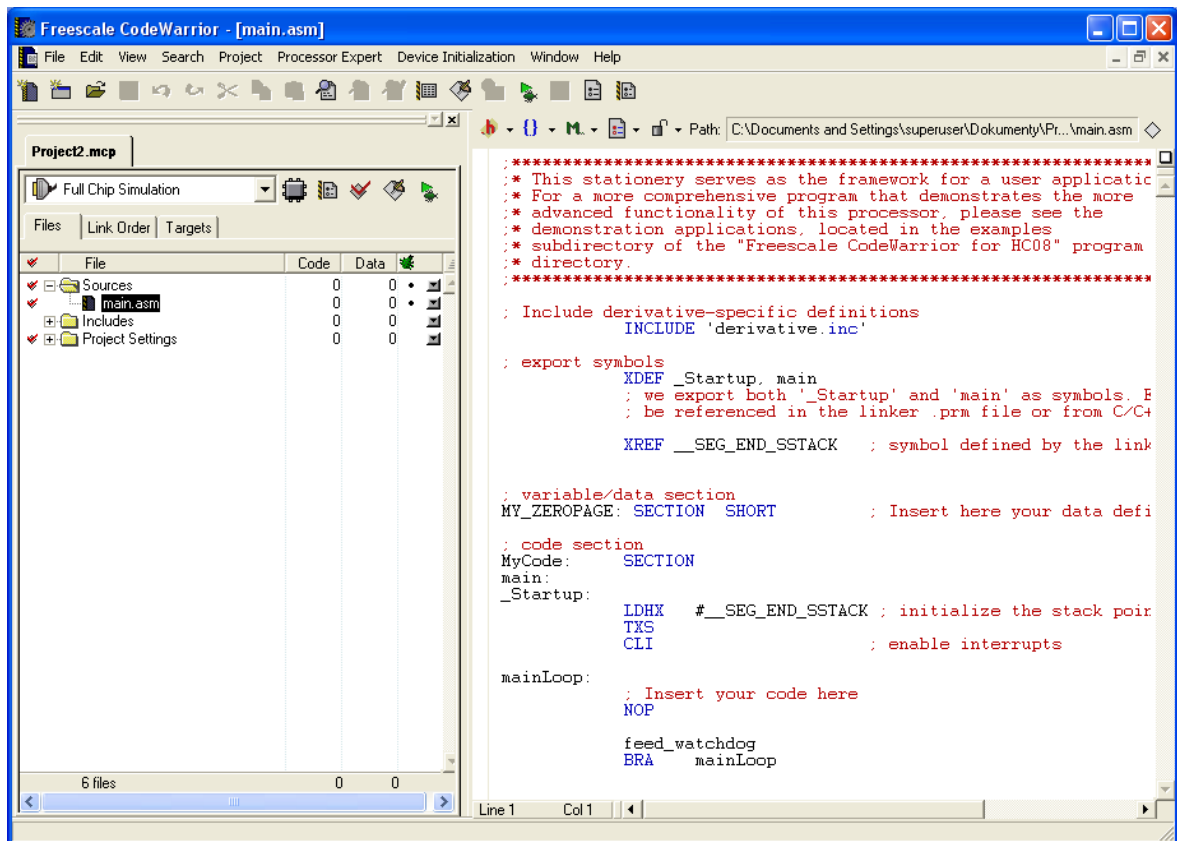 Freescale CodeWarrior - [main.asm]
File Edit View Search Project Processor Expert Device Initialization Window Help
Path: C:\Documents and Settings\superuser\Dokumenty\Pr...\main.asm
Project2.mcp
Full Chip Simulation
Files Link Order Targets
File Code Data
Sources 0 0
main.asm 0 0
Includes 0 0
Project Settings 0 0
6 files 0 0
;******************************************************************
;* This stationery serves as the framework for a user applicatic
;* For a more comprehensive program that demonstrates the more
;* advanced functionality of this processor, please see the
;* demonstration applications, located in the examples
;* subdirectory of the "Freescale CodeWarrior for HC08" program
;* directory.
;******************************************************************
; Include derivative-specific definitions
INCLUDE 'derivative.inc'
; export symbols
XDEF _Startup, main
; we export both '_Startup' and 'main' as symbols.
; be referenced in the linker .prm file or from C/C+
XREF __SEG_END_SSTACK ; symbol defined by the link
; variable/data section
MY_ZEROPAGE: SECTION SHORT ; Insert here your data defi
; code section
MyCode: SECTION
main:
_Startup:
LDHX #__SEG_END_SSTACK ; initialize the stack poin
TXS
CLI ; enable interrupts
mainLoop:
; Insert your code here
NOP
feed_watchdog
BRA mainLoop
Line 1 Col 1